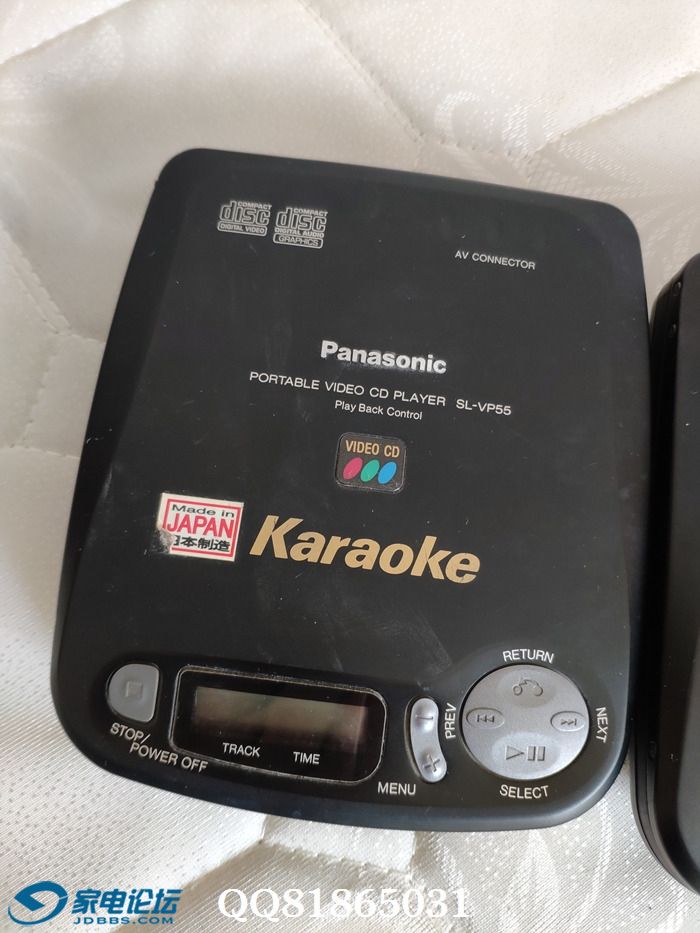 COMPACT
disc
DIGITAL VIDEO
COMPACT
disc
DIGITAL AUDIO
GRAPHICS
AV CONNECTOR
Panasonic
PORTABLE VIDEO CD PLAYER SL-VP55
Play Back Control
VIDEO CD
Made in
JAPAN
日本制造
Karaoke
RETURN
PREV
NEXT
STOP/
POWER OFF
TRACK TIME
MENU
SELECT
家电论坛
JDBBS.COM
QQ81865031